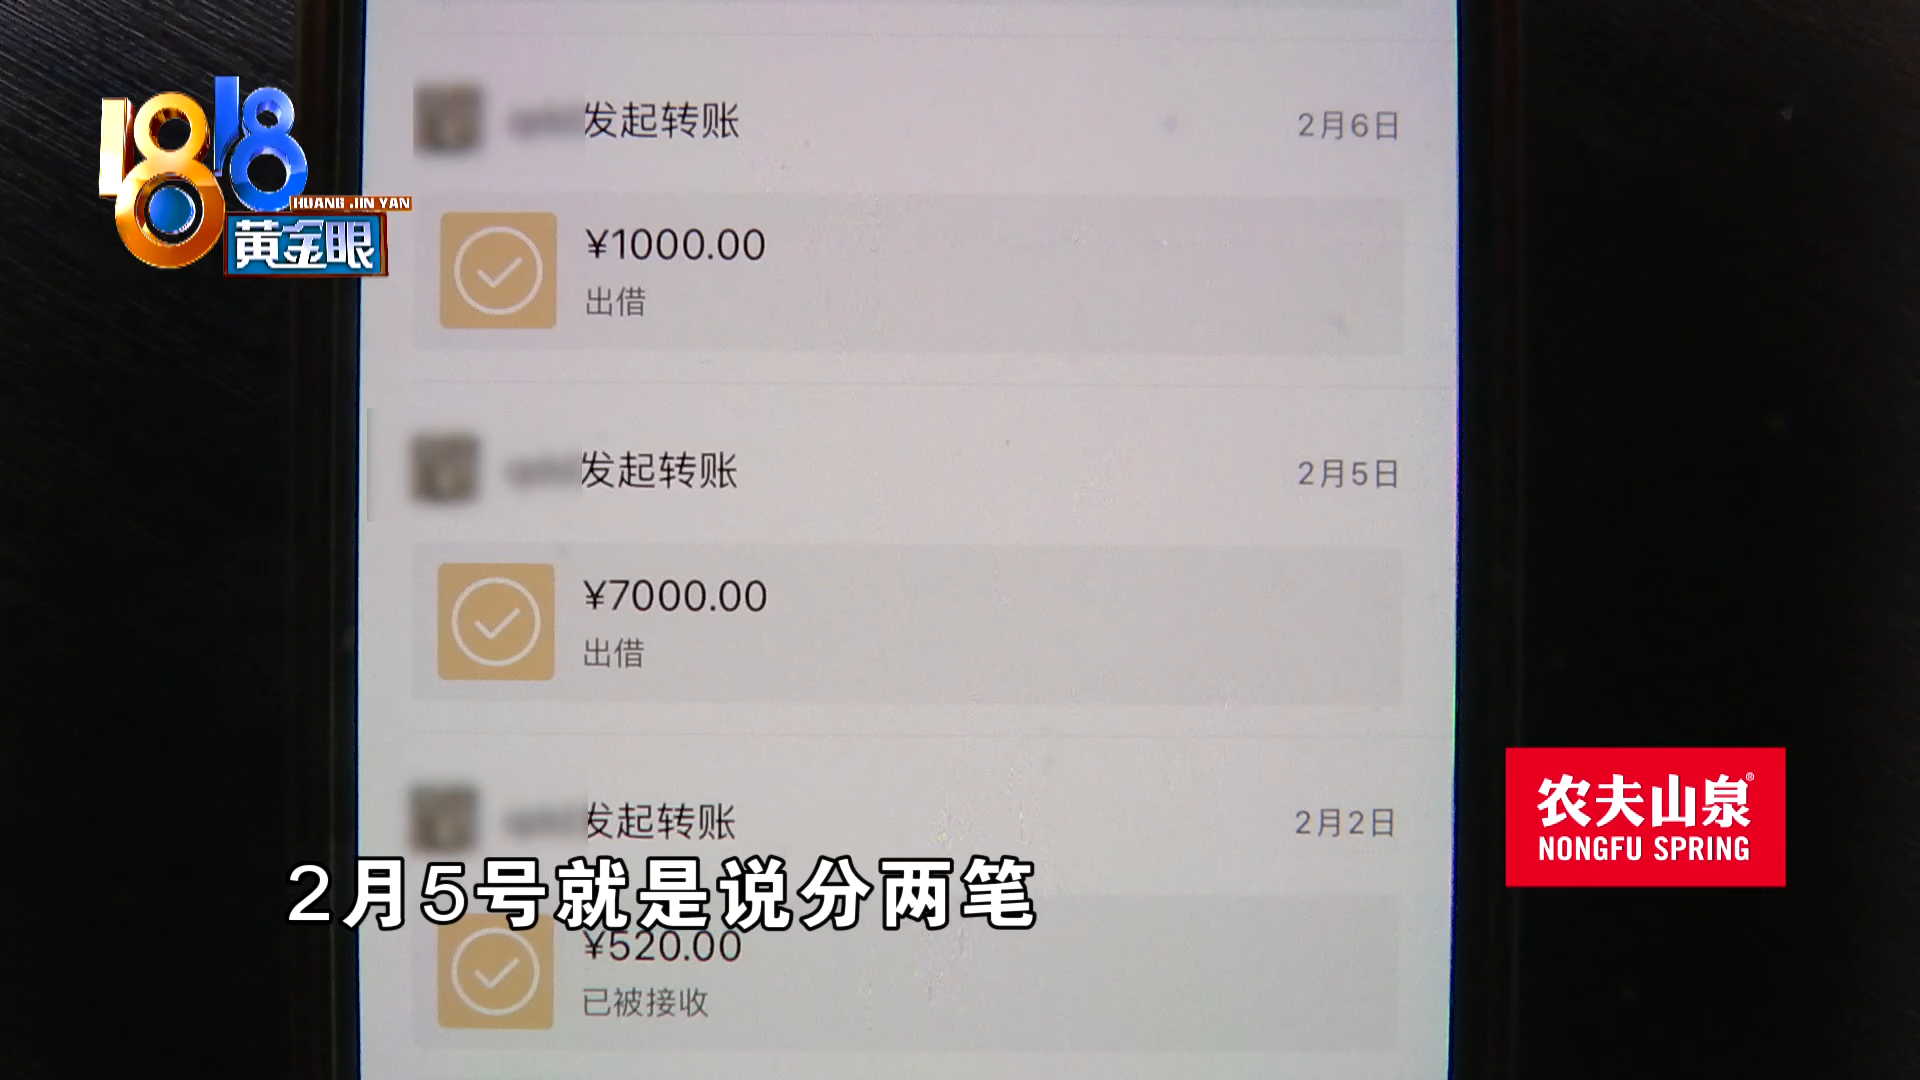 1818
HUANG JIN YAN
黄金眼
发起转账
2月6日
¥1000.00
出借
发起转账
2月5日
¥7000.00
出借
发起转账
2月2日
2月5号就是说分两笔
¥520.00
已被接收
农夫山泉®
NONGFU SPRING